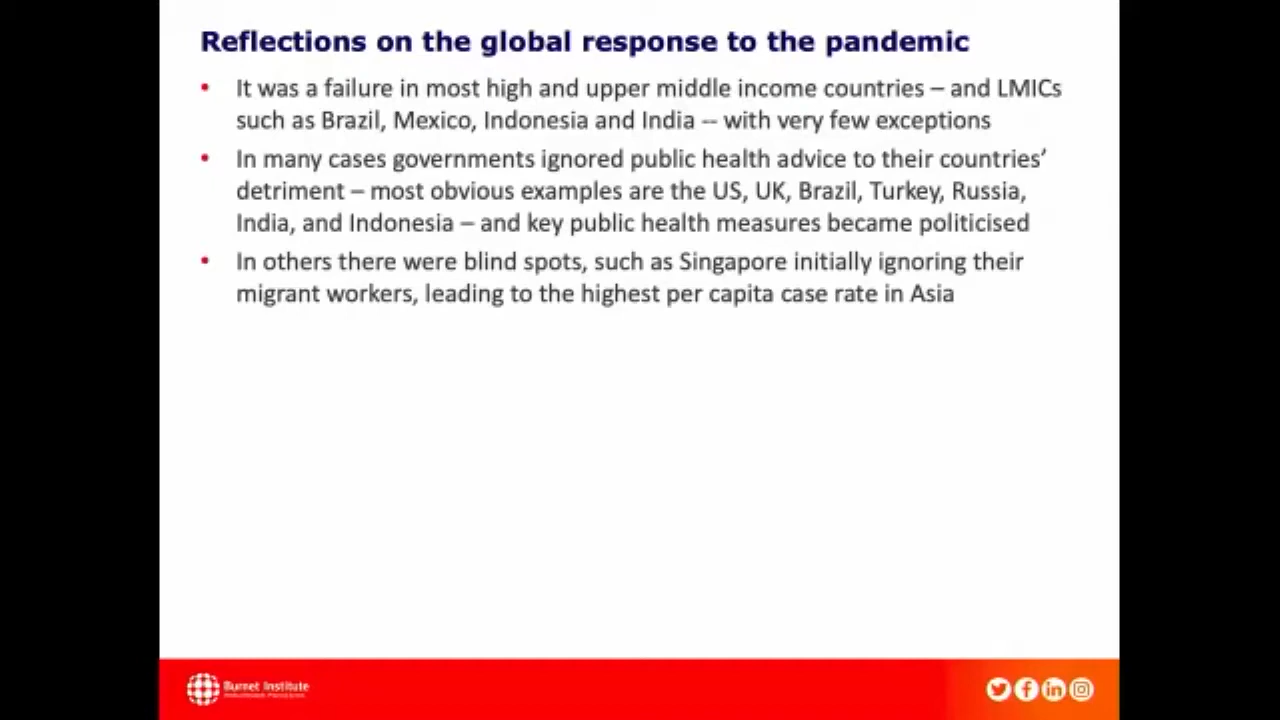 Reflections on the global response to the pandemic
• It was a failure in most high and upper middle income countries – and LMICs
such as Brazil, Mexico, Indonesia and India -- with very few exceptions
• In many cases governments ignored public health advice to their countries’
detriment – most obvious examples are the US, UK, Brazil, Turkey, Russia,
India, and Indonesia – and key public health measures became politicised
• In others there were blind spots, such as Singapore initially ignoring their
migrant workers, leading to the highest per capita case rate in Asia
Burnet Institute